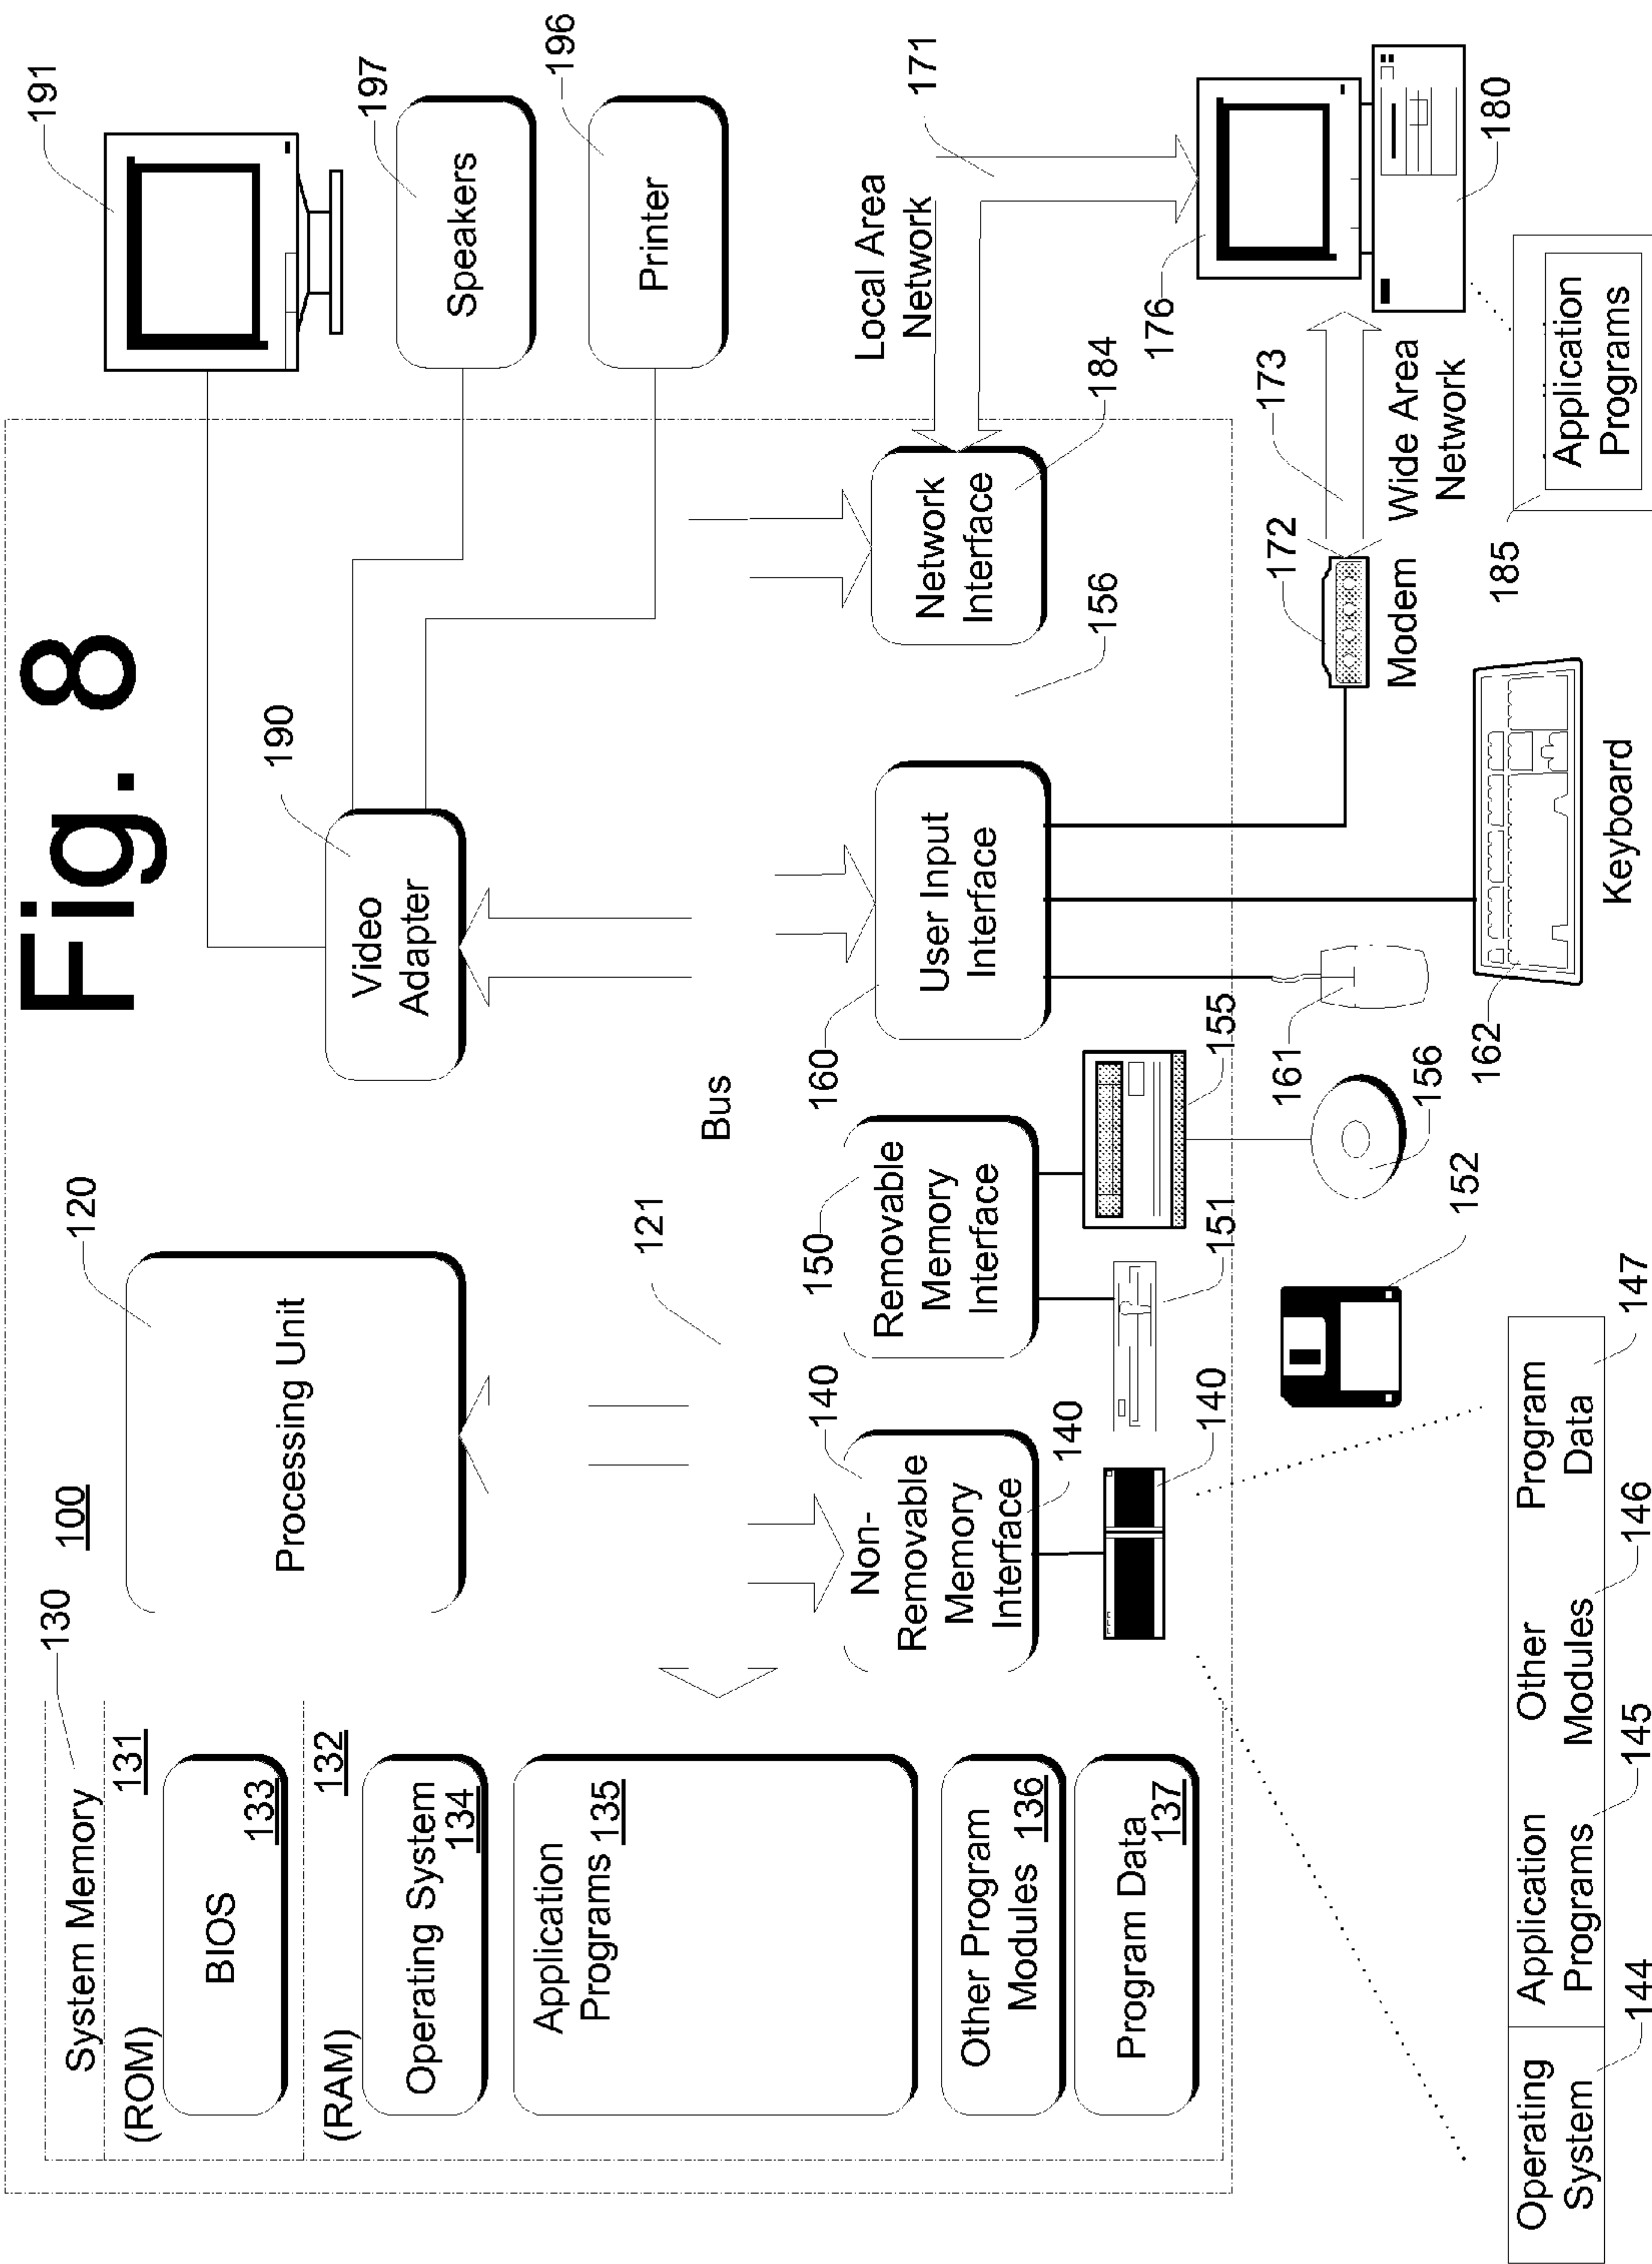 Fig. 8
100
System Memory
130
(ROM)
131
BIOS
133
(RAM)
132
Operating System
134
Application
Programs 135
Other Program
Modules 136
Program Data
137
120
Processing Unit
190
Video
Adapter
191
197
Speakers
196
Printer
121
Bus
140
Non-
Removable
Memory
Interface
140
140
150
Removable
Memory
Interface
151
155
160
User Input
Interface
156
Network
Interface
184
Local Area
Network
171
176
173
Wide Area
Network
172
Modem
180
185
Application
Programs
152
156
161
162
Keyboard
Operating
System
144
Application
Programs
145
Other
Modules
146
Program
Data
147